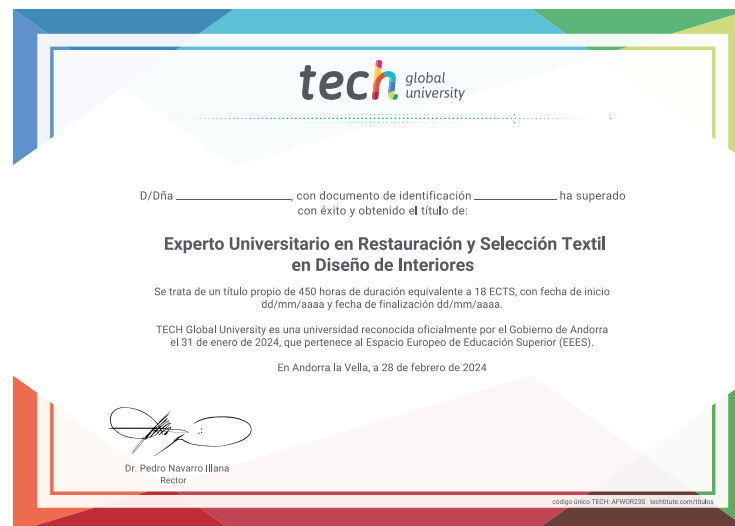 tech global
university
D/Dña ______________, con documento de identificación ______________ ha superado
con éxito y obtenido el título de:
Experto Universitario en Restauración y Selección Textil
en Diseño de Interiores
Se trata de un título propio de 450 horas de duración equivalente a 18 ECTS, con fecha de inicio
dd/mm/aaaa y fecha de finalización dd/mm/aaaa.
TECH Global University es una universidad reconocida oficialmente por el Gobierno de Andorra
el 31 de enero de 2024, que pertenece al Espacio Europeo de Educación Superior (EEES).
En Andorra la Vella, a 28 de febrero de 2024
Dr. Pedro Navarro Illana
Rector
código único TECH: AFWOR23S techtitute.com/titulos